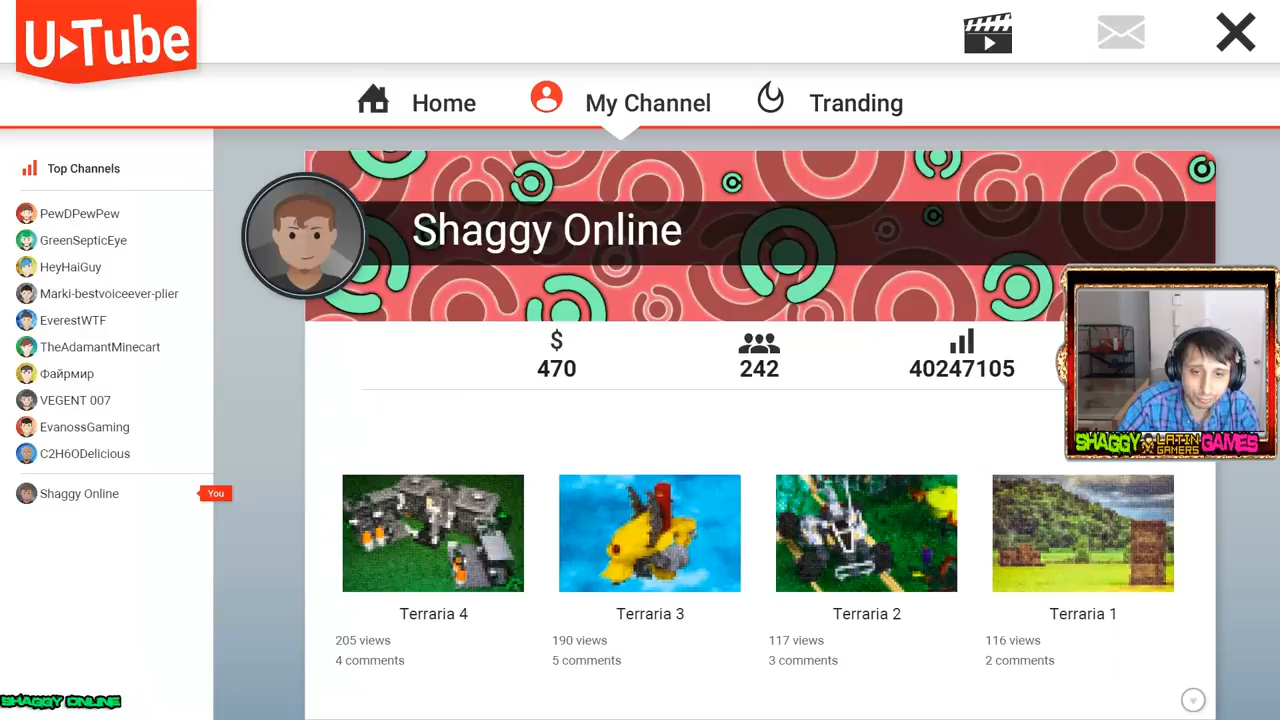 U Tube
Home
My Channel
Tranding
Top Channels
PewDPewPew
GreenSepticEye
HeyHaiGuy
Marki-bestvoiceever-plier
EverestWTF
TheAdamantMinecart
Файрмир
VEGENT 007
EvanossGaming
C2H6ODelicious
Shaggy Online
You
Shaggy Online
$
470
242
40247105
SHAGGY LATIN GAMERS GAMES
Terraria 4
205 views
4 comments
Terraria 3
190 views
5 comments
Terraria 2
117 views
3 comments
Terraria 1
116 views
2 comments
SHAGGY ONLINE